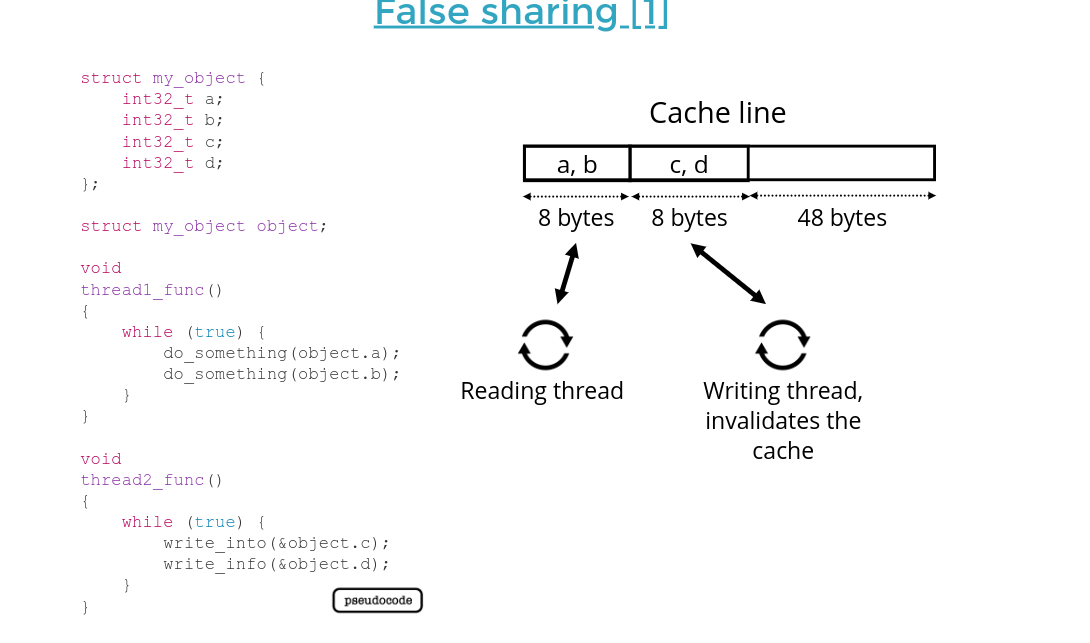 False sharing [1]
struct my_object {
    int32_t a;
    int32_t b;
    int32_t c;
    int32_t d;
};
struct my_object object;
void
thread1_func()
{
    while (true) {
        do_something(object.a);
        do_something(object.b);
    }
}
void
thread2_func()
{
    while (true) {
        write_into(&object.c);
        write_info(&object.d);
    }
}
pseudocode
Cache line
a, b
c, d
8 bytes
8 bytes
48 bytes
Reading thread
Writing thread,
invalidates the
cache